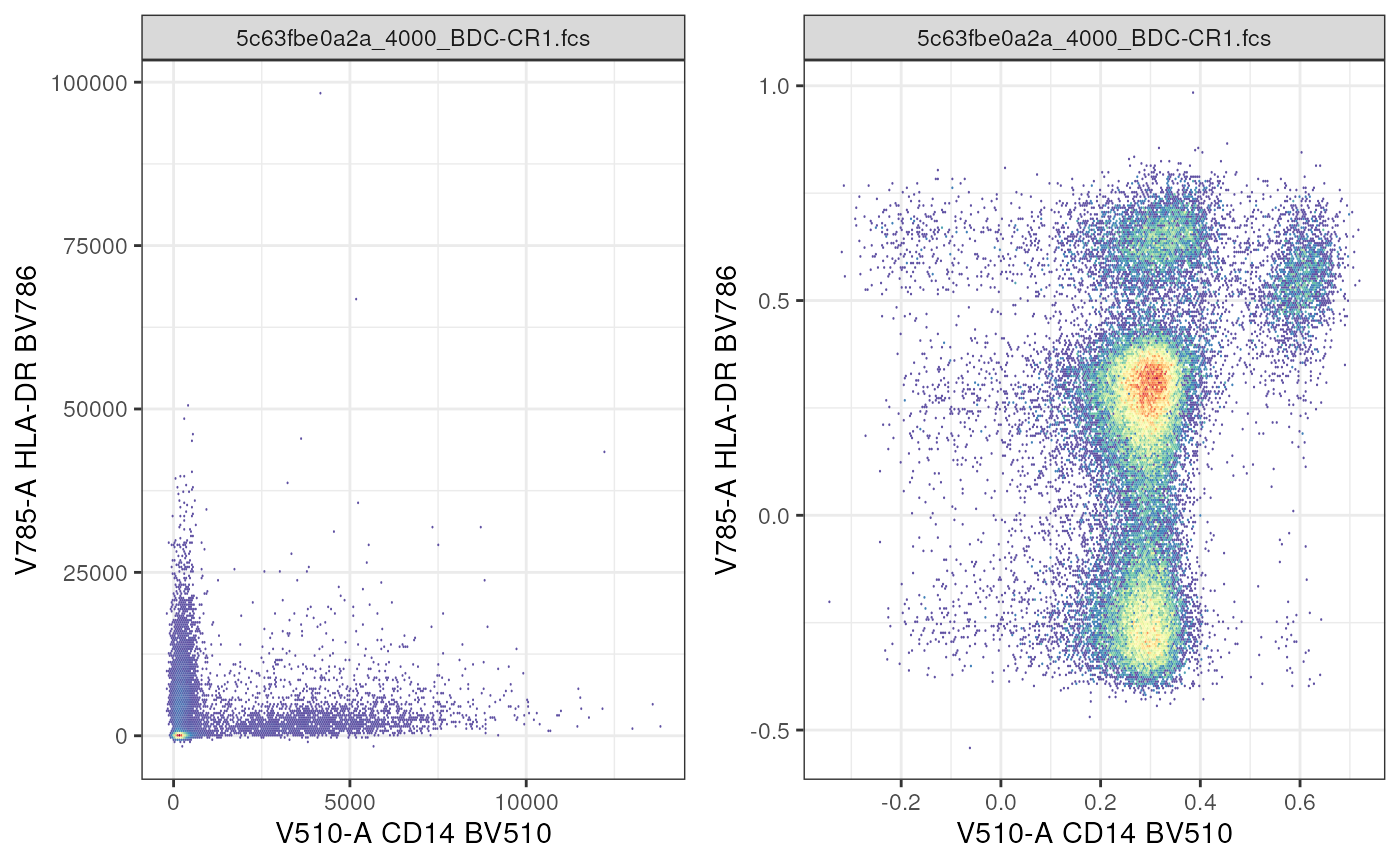 5c63fbe0a2a_4000_BDC-CR1.fcs
100000
75000
50000
25000
0
V785-A HLA-DR BV786
0 5000 10000
V510-A CD14 BV510
5c63fbe0a2a_4000_BDC-CR1.fcs
1.0
0.5
0.0
-0.5
V785-A HLA-DR BV786
-0.2 0.0 0.2 0.4 0.6
V510-A CD14 BV510